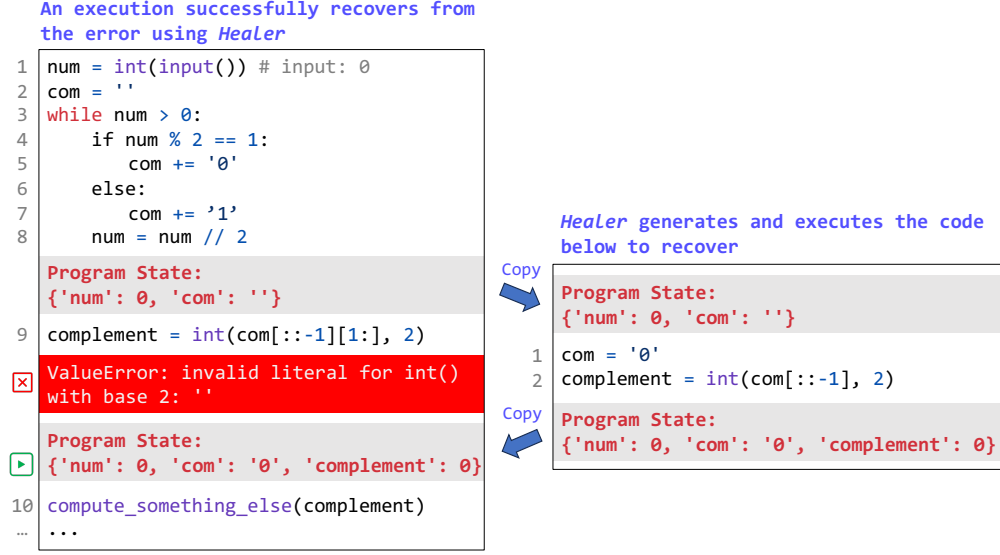 An execution successfully recovers from
the error using Healer
1 num = int(input()) # input: 0
2 com = ''
3 while num > 0:
4 if num % 2 == 1:
5 com += '0'
6 else:
7 com += ’1’
8 num = num // 2
Program State:
{'num': 0, 'com': ''}
9 complement = int(com[::-1][1:], 2)
ValueError: invalid literal for int()
with base 2: ''
Program State:
{'num': 0, 'com': '0', 'complement': 0}
10 compute_something_else(complement)
… ...
Healer generates and executes the code
below to recover
Copy
Program State:
{'num': 0, 'com': ''}
1 com = '0'
2 complement = int(com[::-1], 2)
Copy
Program State:
{'num': 0, 'com': '0', 'complement': 0}